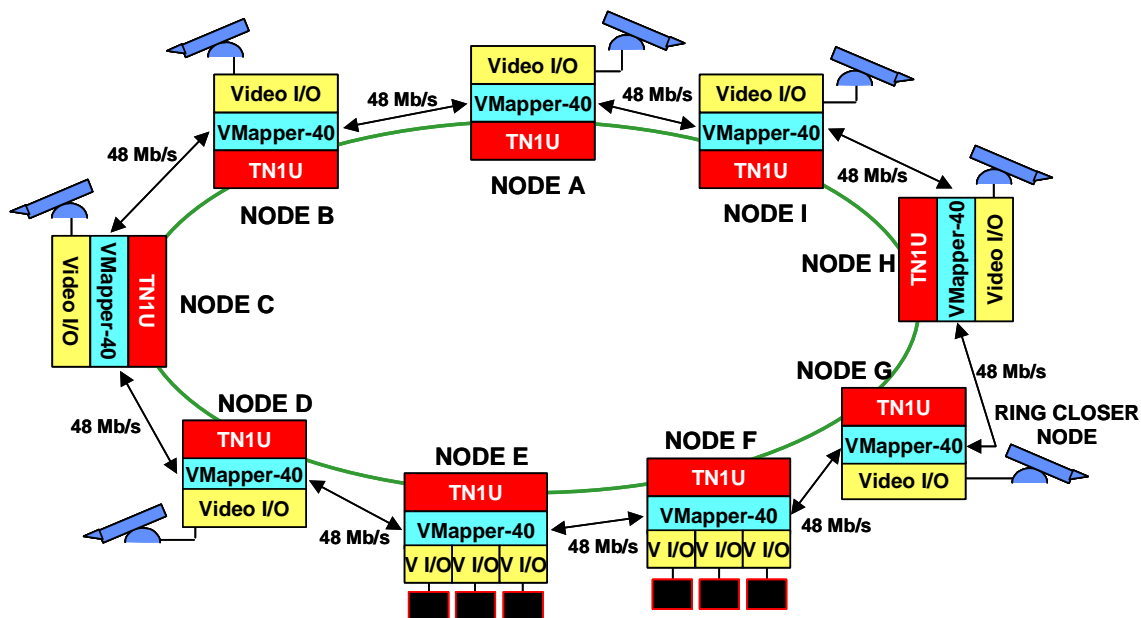 Video I/O
VMapper-40
TN1U
NODE A
48 Mb/s
48 Mb/s
Video I/O
VMapper-40
TN1U
NODE B
48 Mb/s
Video I/O
VMapper-40
TN1U
NODE I
48 Mb/s
Video I/O
VMapper-40
TN1U
NODE C
TN1U
VMapper-40
Video I/O
NODE H
48 Mb/s
48 Mb/s
NODE D
TN1U
VMapper-40
Video I/O
48 Mb/s
NODE E
TN1U
VMapper-40
V I/O V I/O V I/O
48 Mb/s
NODE F
TN1U
VMapper-40
V I/O V I/O V I/O
48 Mb/s
NODE G
TN1U
VMapper-40
Video I/O
RING CLOSER
NODE